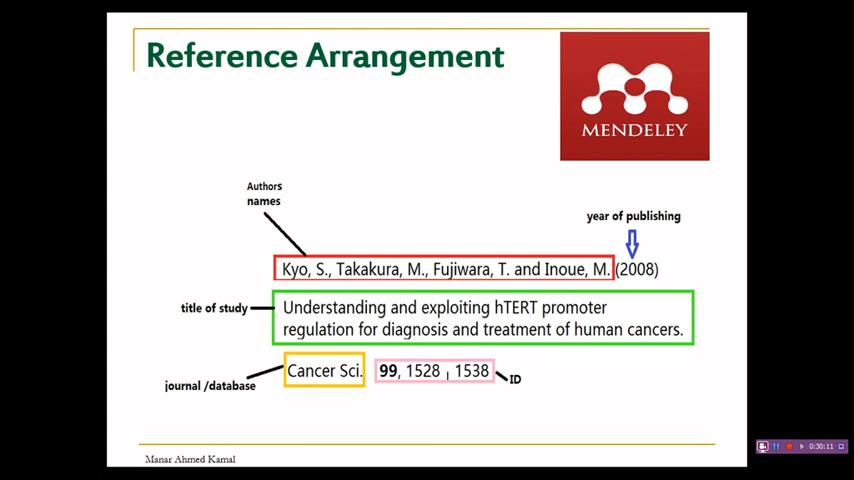 Reference Arrangement
MENDELEY
Authors
names
year of publishing
Kyo, S., Takakura, M., Fujiwara, T. and Inoue, M. (2008)
title of study
Understanding and exploiting hTERT promoter
regulation for diagnosis and treatment of human cancers.
Cancer Sci. 99, 1528 , 1538
journal /database
ID
Manar Ahmed Kamal
0:30:11